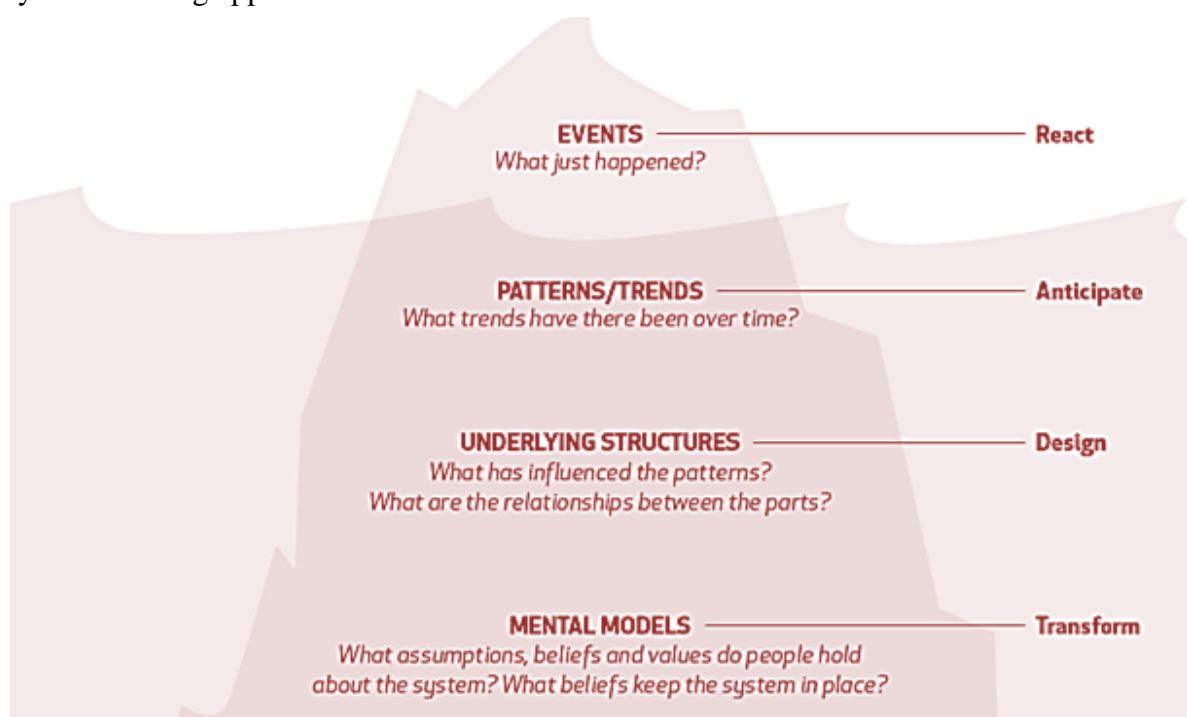 EVENTS React
What just happened?
PATTERNS/TRENDS Anticipate
What trends have there been over time?
UNDERLYING STRUCTURES Design
What has influenced the patterns?
What are the relationships between the parts?
MENTAL MODELS Transform
What assumptions, beliefs and values do people hold
about the system? What beliefs keep the system in place?